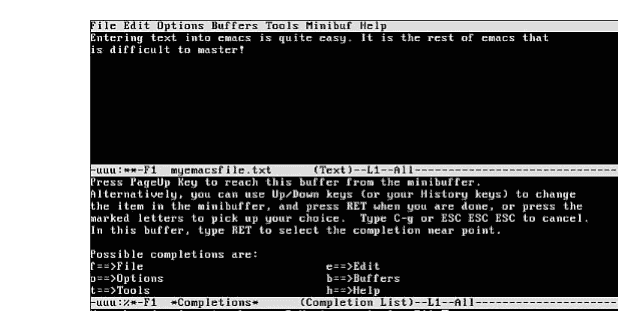 File Edit Options Buffers Tools Minibuf Help
Entering text into emacs is quite easy. It is the rest of emacs that
is difficult to master!
-uuu:**-F1  myemacsfile.txt      (Text)--L1--All------------------------------
Press PageUp Key to reach this buffer from the minibuffer.
Alternatively, you can use Up/Down keys (or your History keys) to change
the item in the minibuffer, and press RET when you are done, or press the
marked letters to pick up your choice.  Type C-g or ESC ESC ESC to cancel.
In this buffer, type RET to select the completion near point.
Possible completions are:
f==>File                           e==>Edit
o==>Options                        b==>Buffers
t==>Tools                          h==>Help
-uuu:%*-F1  *Completions*      (Completion List)--L1--All---------------------